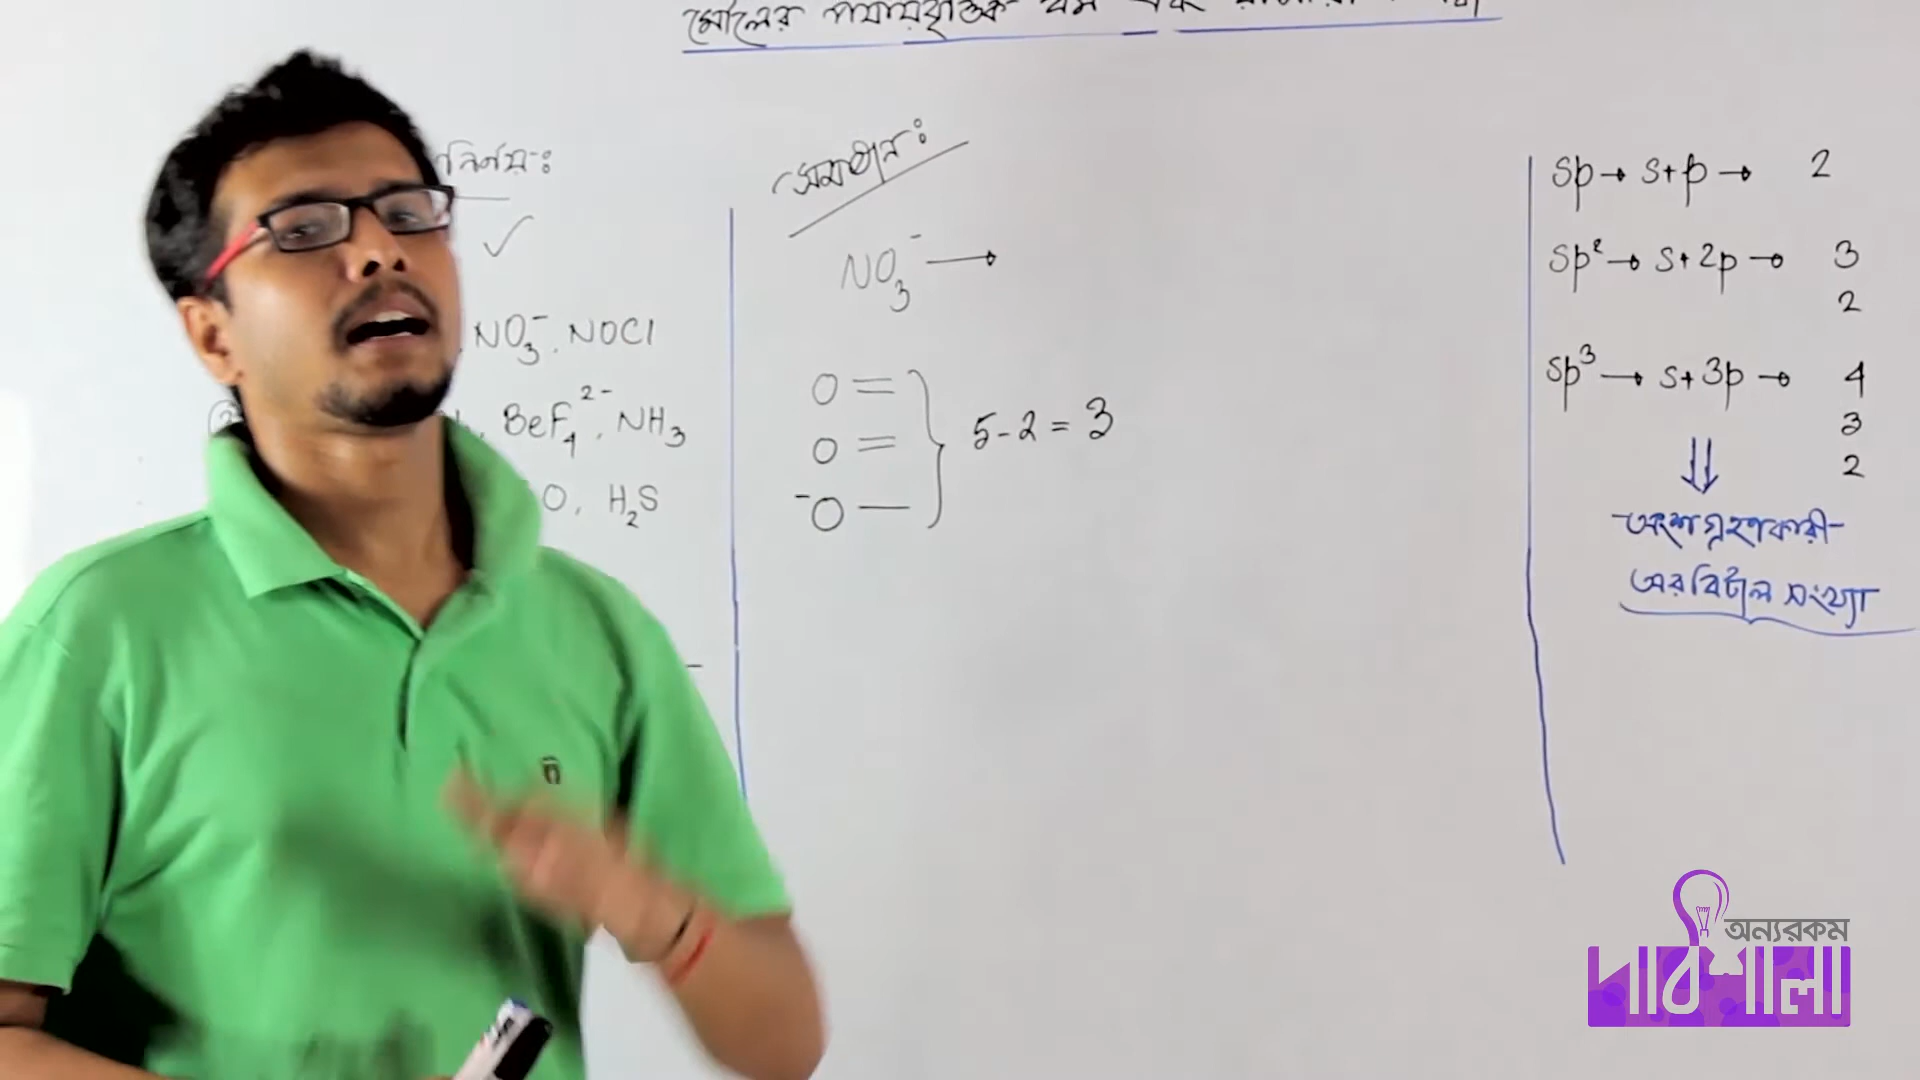 মৌলের পর্যায়বৃত্তিক ধর্ম এবং
নির্ণয়ঃ
✓
NO₃⁻, NOCl
BeF₄²⁻, NH₃
O, H₂S
সমাধানঃ
NO₃⁻ →
O =
O =
⁻O —
5-2 = 3
sp → s+p → 2
sp² → s+2p → 3
2
sp³ → s+3p → 4
3
2
⇓
অংশগ্রহণকারী
অরবিটাল সংখ্যা
অন্যরকম
পাঠশালা